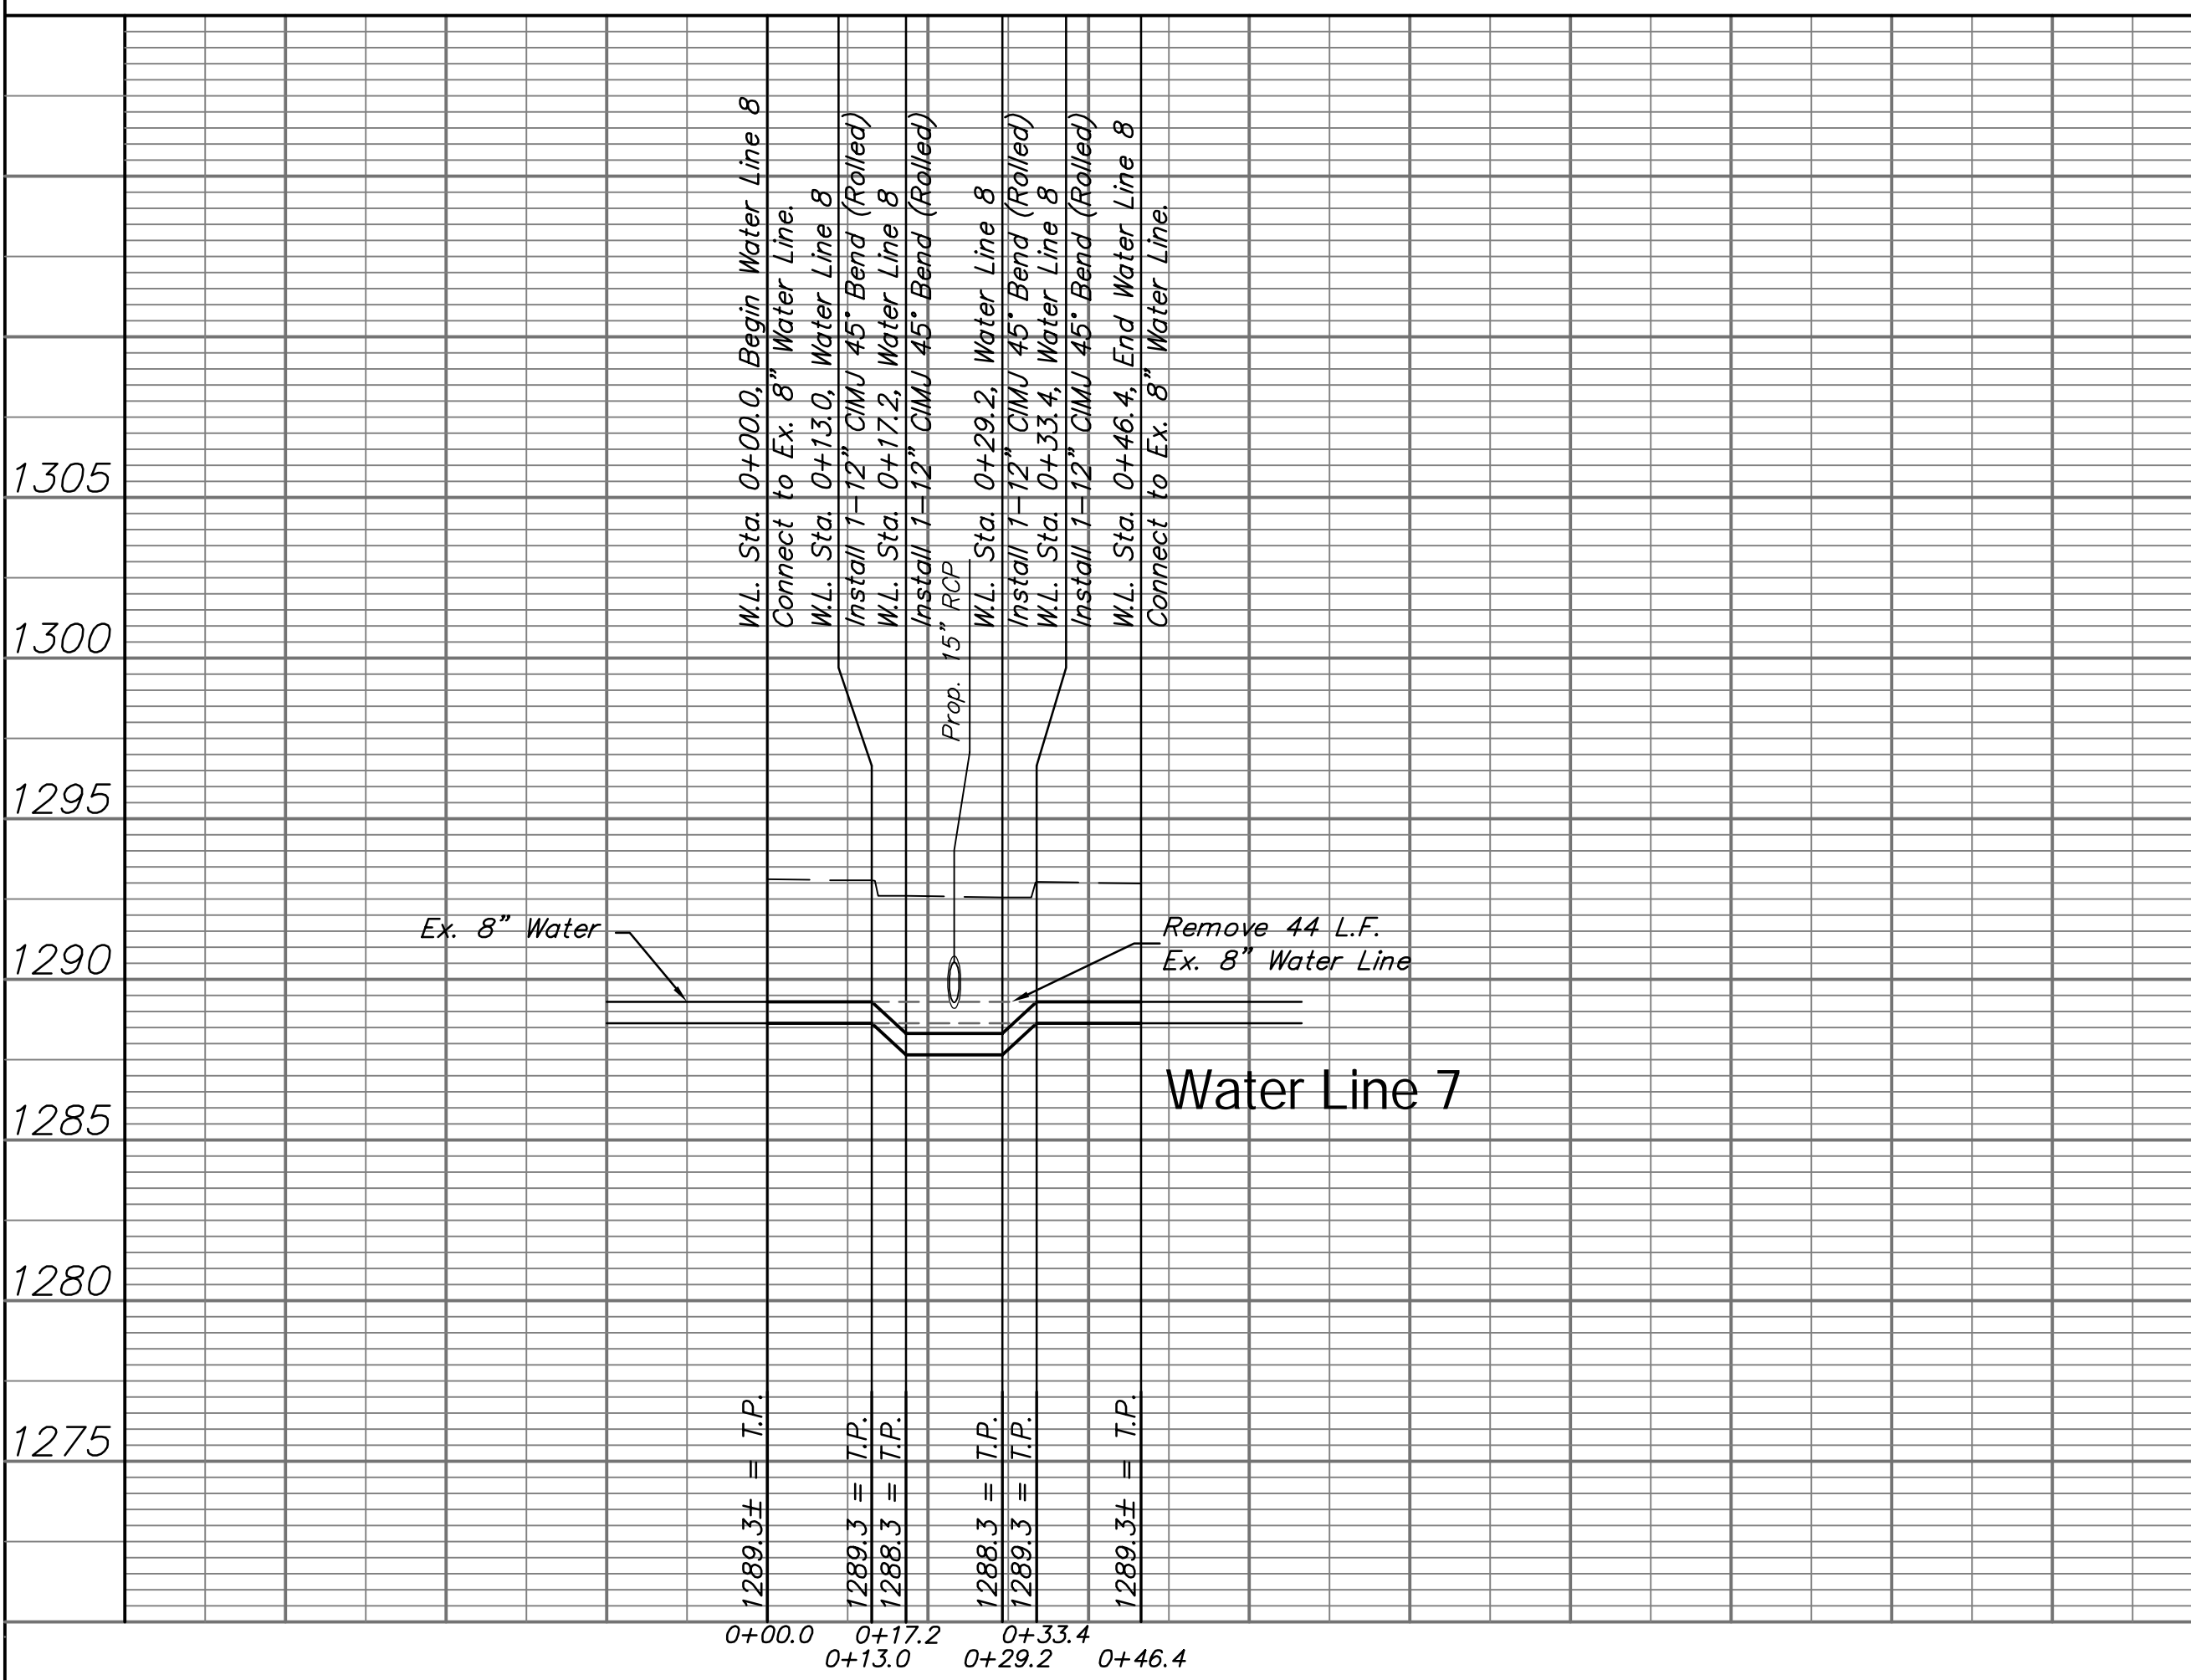 W.L. Sta. 0+00.0, Begin Water Line 8
Connect to Ex. 8" Water Line.
W.L. Sta. 0+13.0, Water Line 8
Install 1-12" CIMJ 45° Bend (Rolled)
W.L. Sta. 0+17.2, Water Line 8
Install 1-12" CIMJ 45° Bend (Rolled)
Prop. 15" RCP
W.L. Sta. 0+29.2, Water Line 8
Install 1-12" CIMJ 45° Bend (Rolled)
W.L. Sta. 0+33.4, Water Line 8
Install 1-12" CIMJ 45° Bend (Rolled)
W.L. Sta. 0+46.4, End Water Line 8
Connect to Ex. 8" Water Line.
1305
1300
1295
1290
1285
1280
1275
Ex. 8" Water
Remove 44 L.F.
Ex. 8" Water Line
Water Line 7
1289.3± = T.P.
1289.3 = T.P.
1288.3 = T.P.
1288.3 = T.P.
1289.3 = T.P.
1289.3± = T.P.
0+00.0
0+17.2
0+33.4
0+13.0
0+29.2
0+46.4